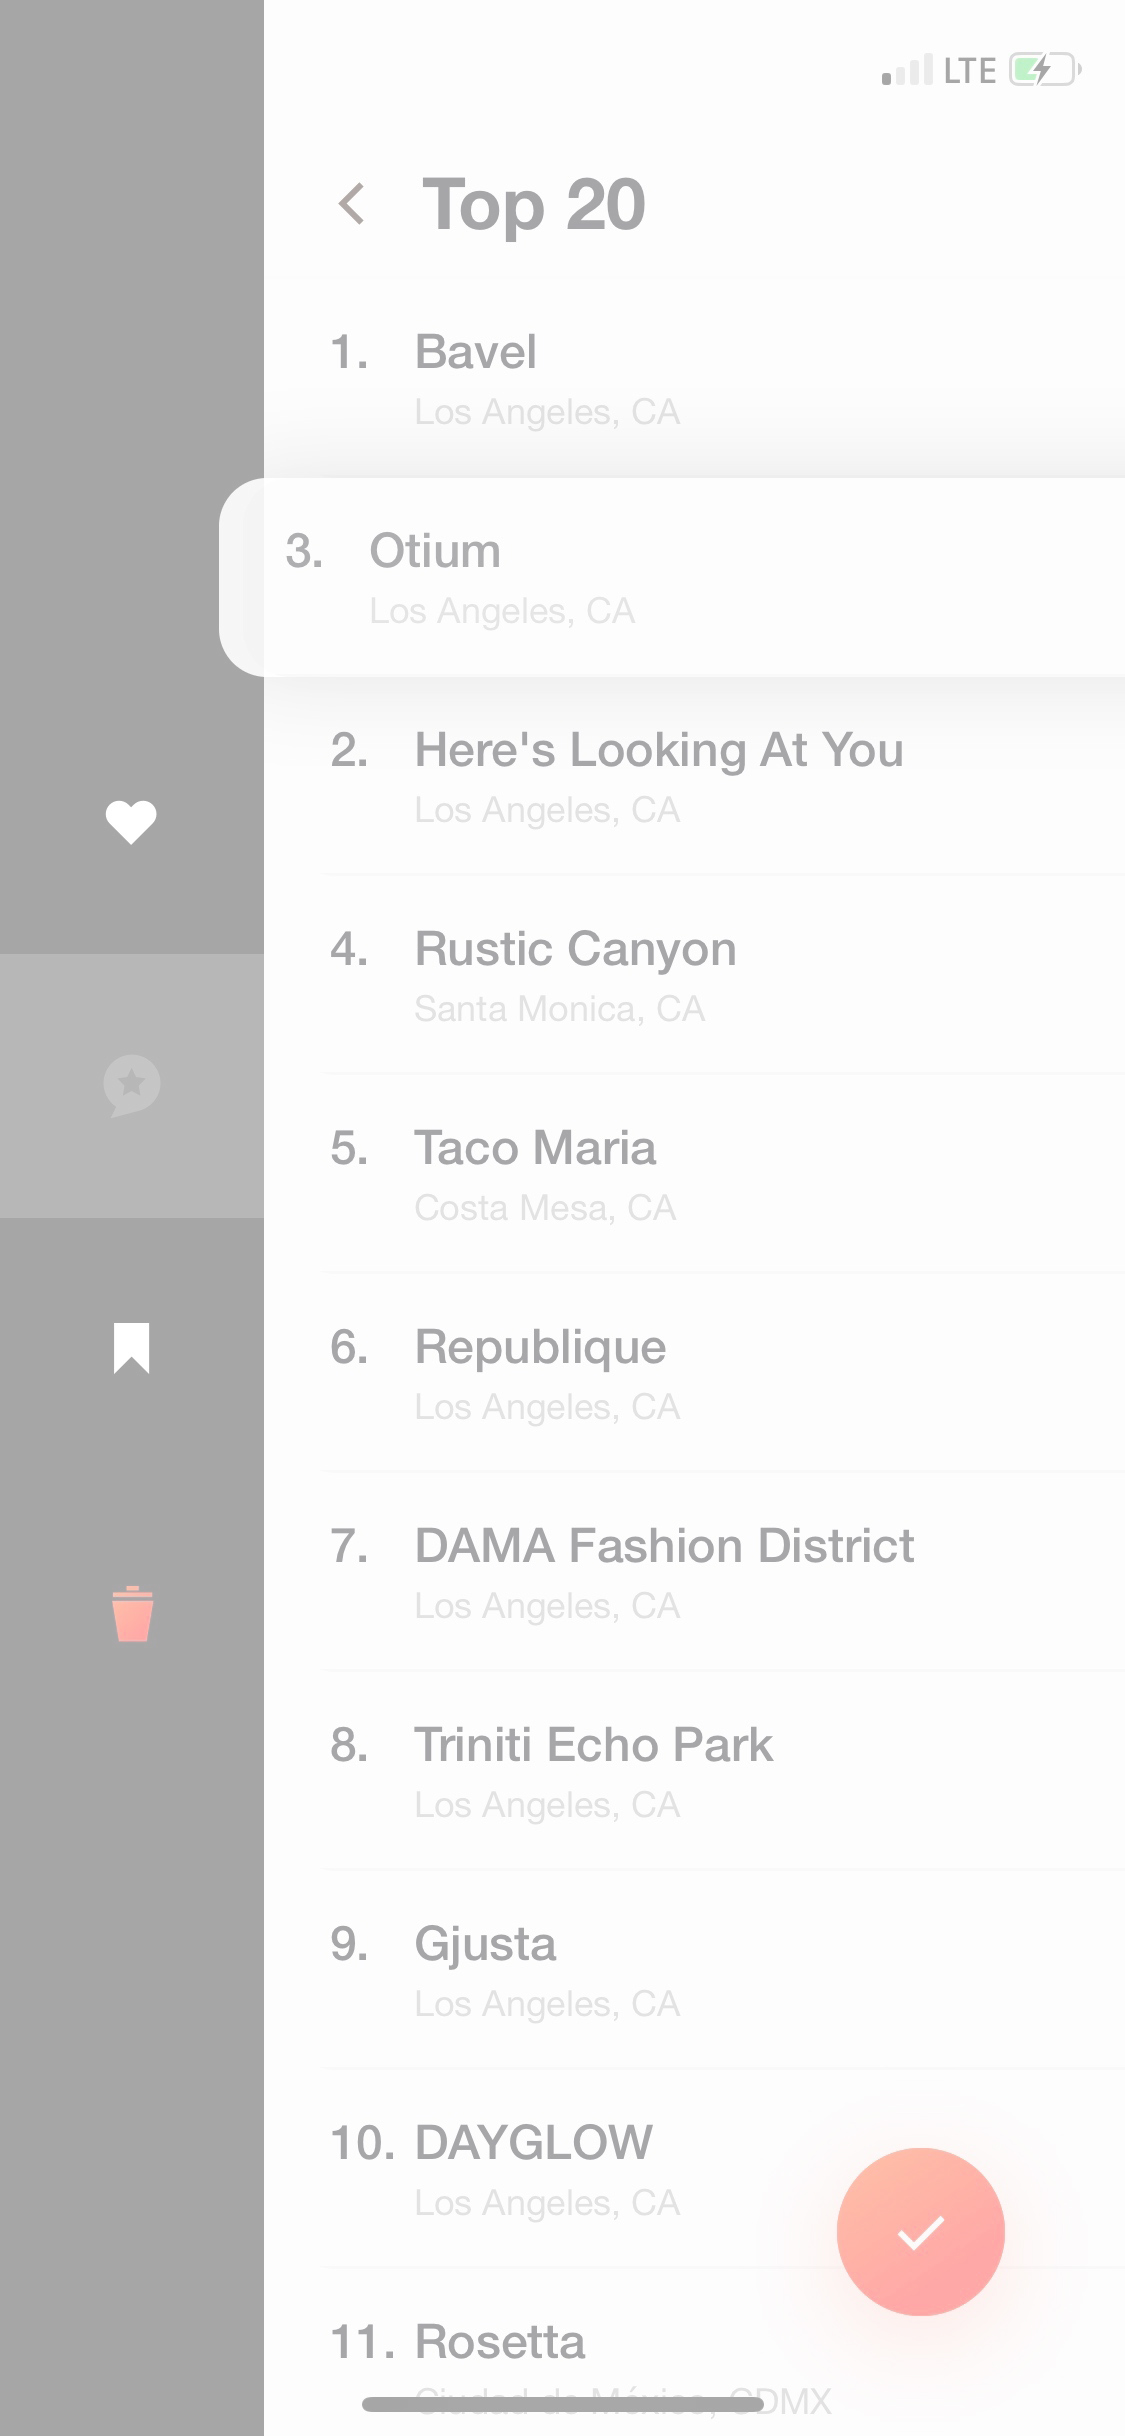 LTE
Top 20
1. Bavel
Los Angeles, CA
3. Otium
Los Angeles, CA
2. Here's Looking At You
Los Angeles, CA
4. Rustic Canyon
Santa Monica, CA
5. Taco Maria
Costa Mesa, CA
6. Republique
Los Angeles, CA
7. DAMA Fashion District
Los Angeles, CA
8. Triniti Echo Park
Los Angeles, CA
9. Gjusta
Los Angeles, CA
10. DAYGLOW
Los Angeles, CA
11. Rosetta
Ciudad de México, CDMX